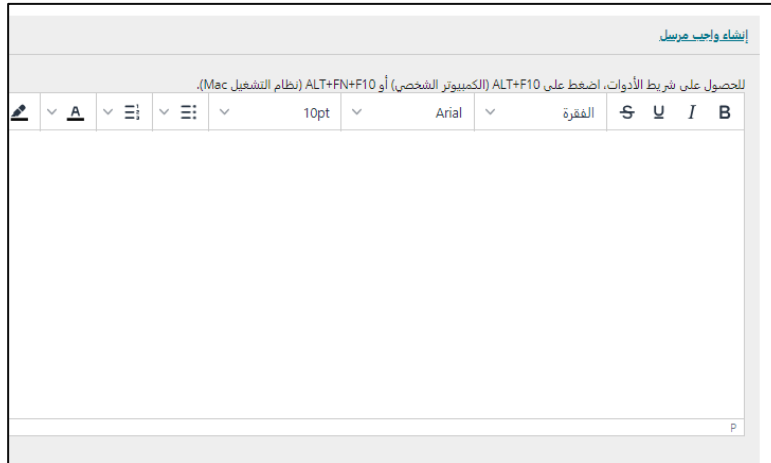 إنشاء واجب مرسل
للحصول على شريط الأدوات، اضغط على ALT+F10 (الكمبيوتر الشخصي) أو ALT+FN+F10 (نظام التشغيل Mac).
B I U S الفقرة Arial 10pt A
P